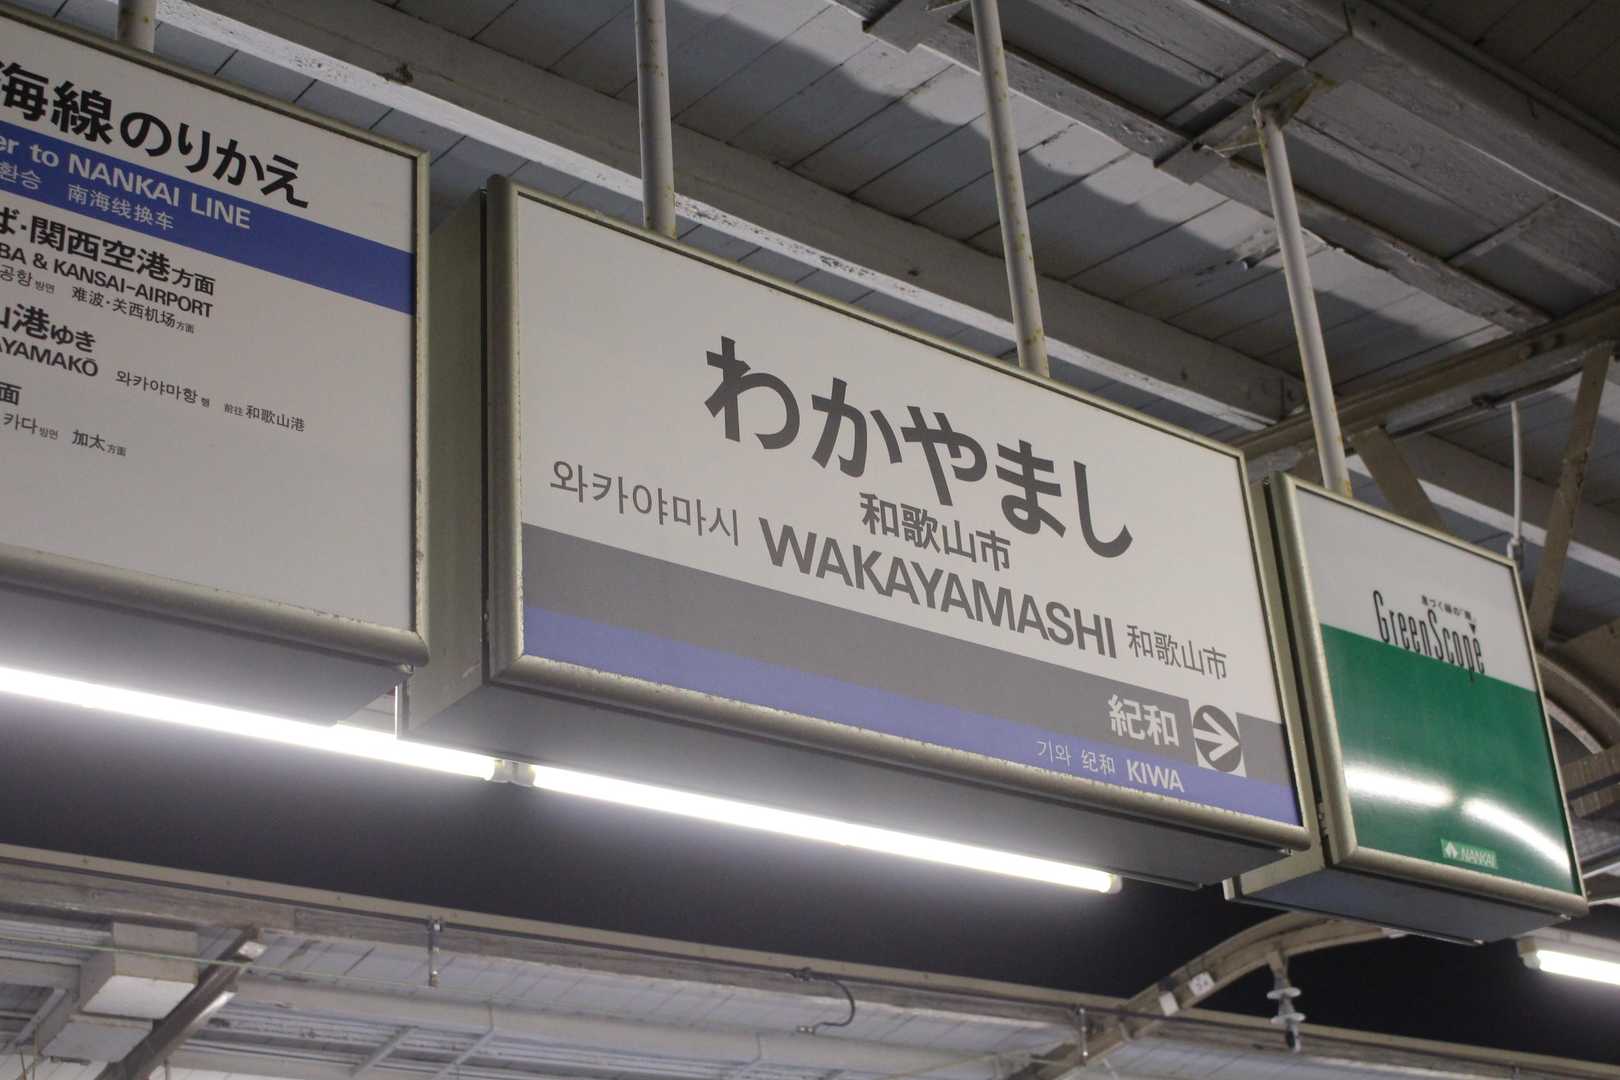 海線のりかえ
er to NANKAI LINE
환승 南海线换车
ば・関西空港方面
BA & KANSAI-AIRPORT
공항방면 难波・关西机场方面
山港ゆき
AYAMAKŌ 와카야마항행 前往和歌山港
面
카다방면 加太方面
わかやまし
和歌山市
와카야마시 WAKAYAMASHI 和歌山市
紀和
기와 纪和 KIWA
GreenScope
NANKAI